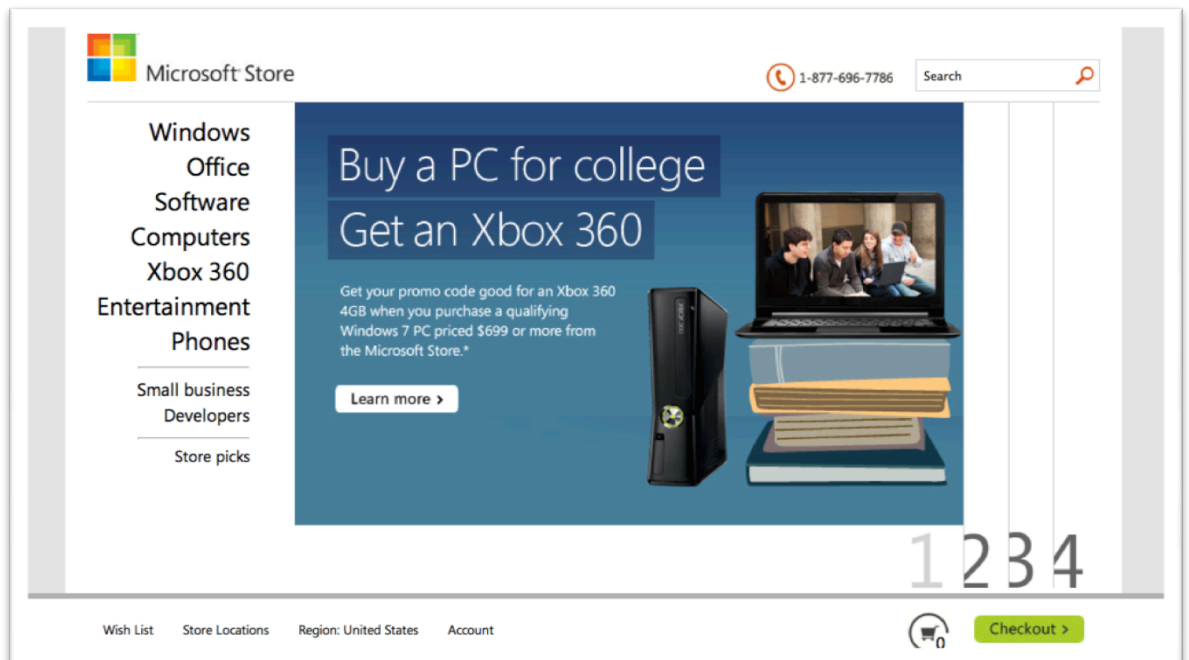 Microsoft Store
1-877-696-7786
Search
Windows
Office
Software
Computers
Xbox 360
Entertainment
Phones
Small business
Developers
Store picks
Buy a PC for college
Get an Xbox 360
Get your promo code good for an Xbox 360
4GB when you purchase a qualifying
Windows 7 PC priced $699 or more from
the Microsoft Store.*
Learn more >
XBOX 360
1 2 3 4
Wish List Store Locations Region: United States Account
0
Checkout >